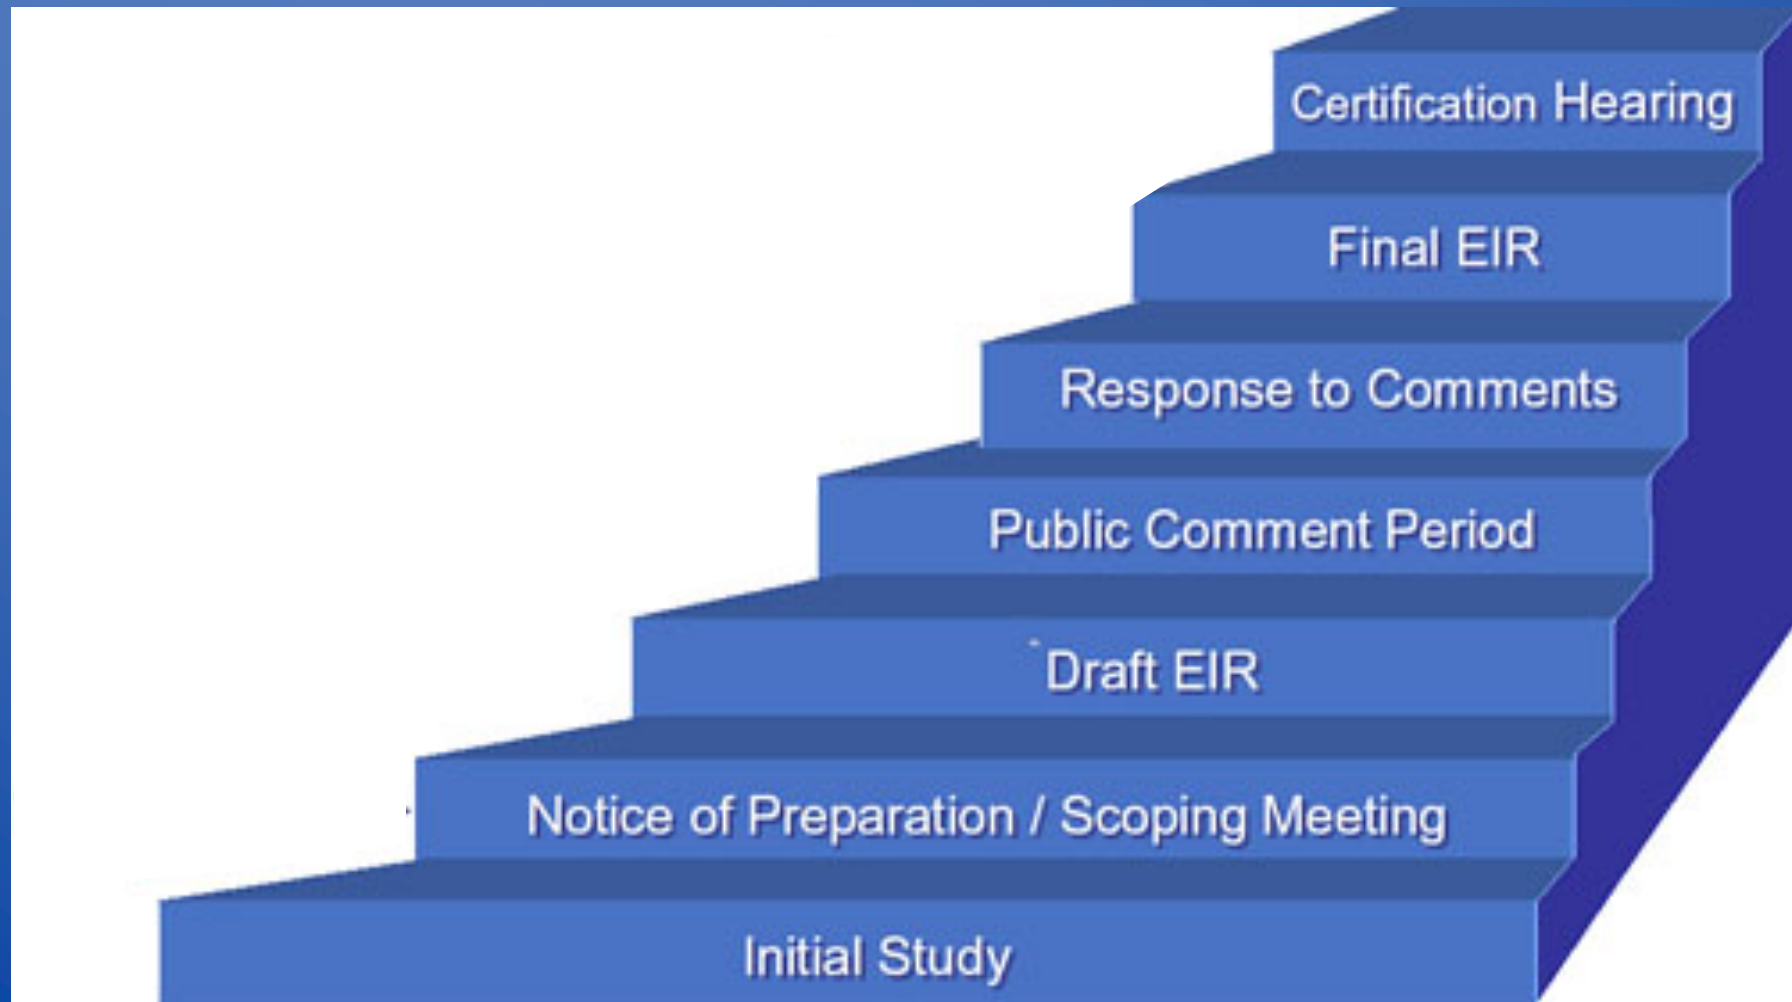 Certification Hearing
Final EIR
Response to Comments
Public Comment Period
Draft EIR
Notice of Preparation / Scoping Meeting
Initial Study